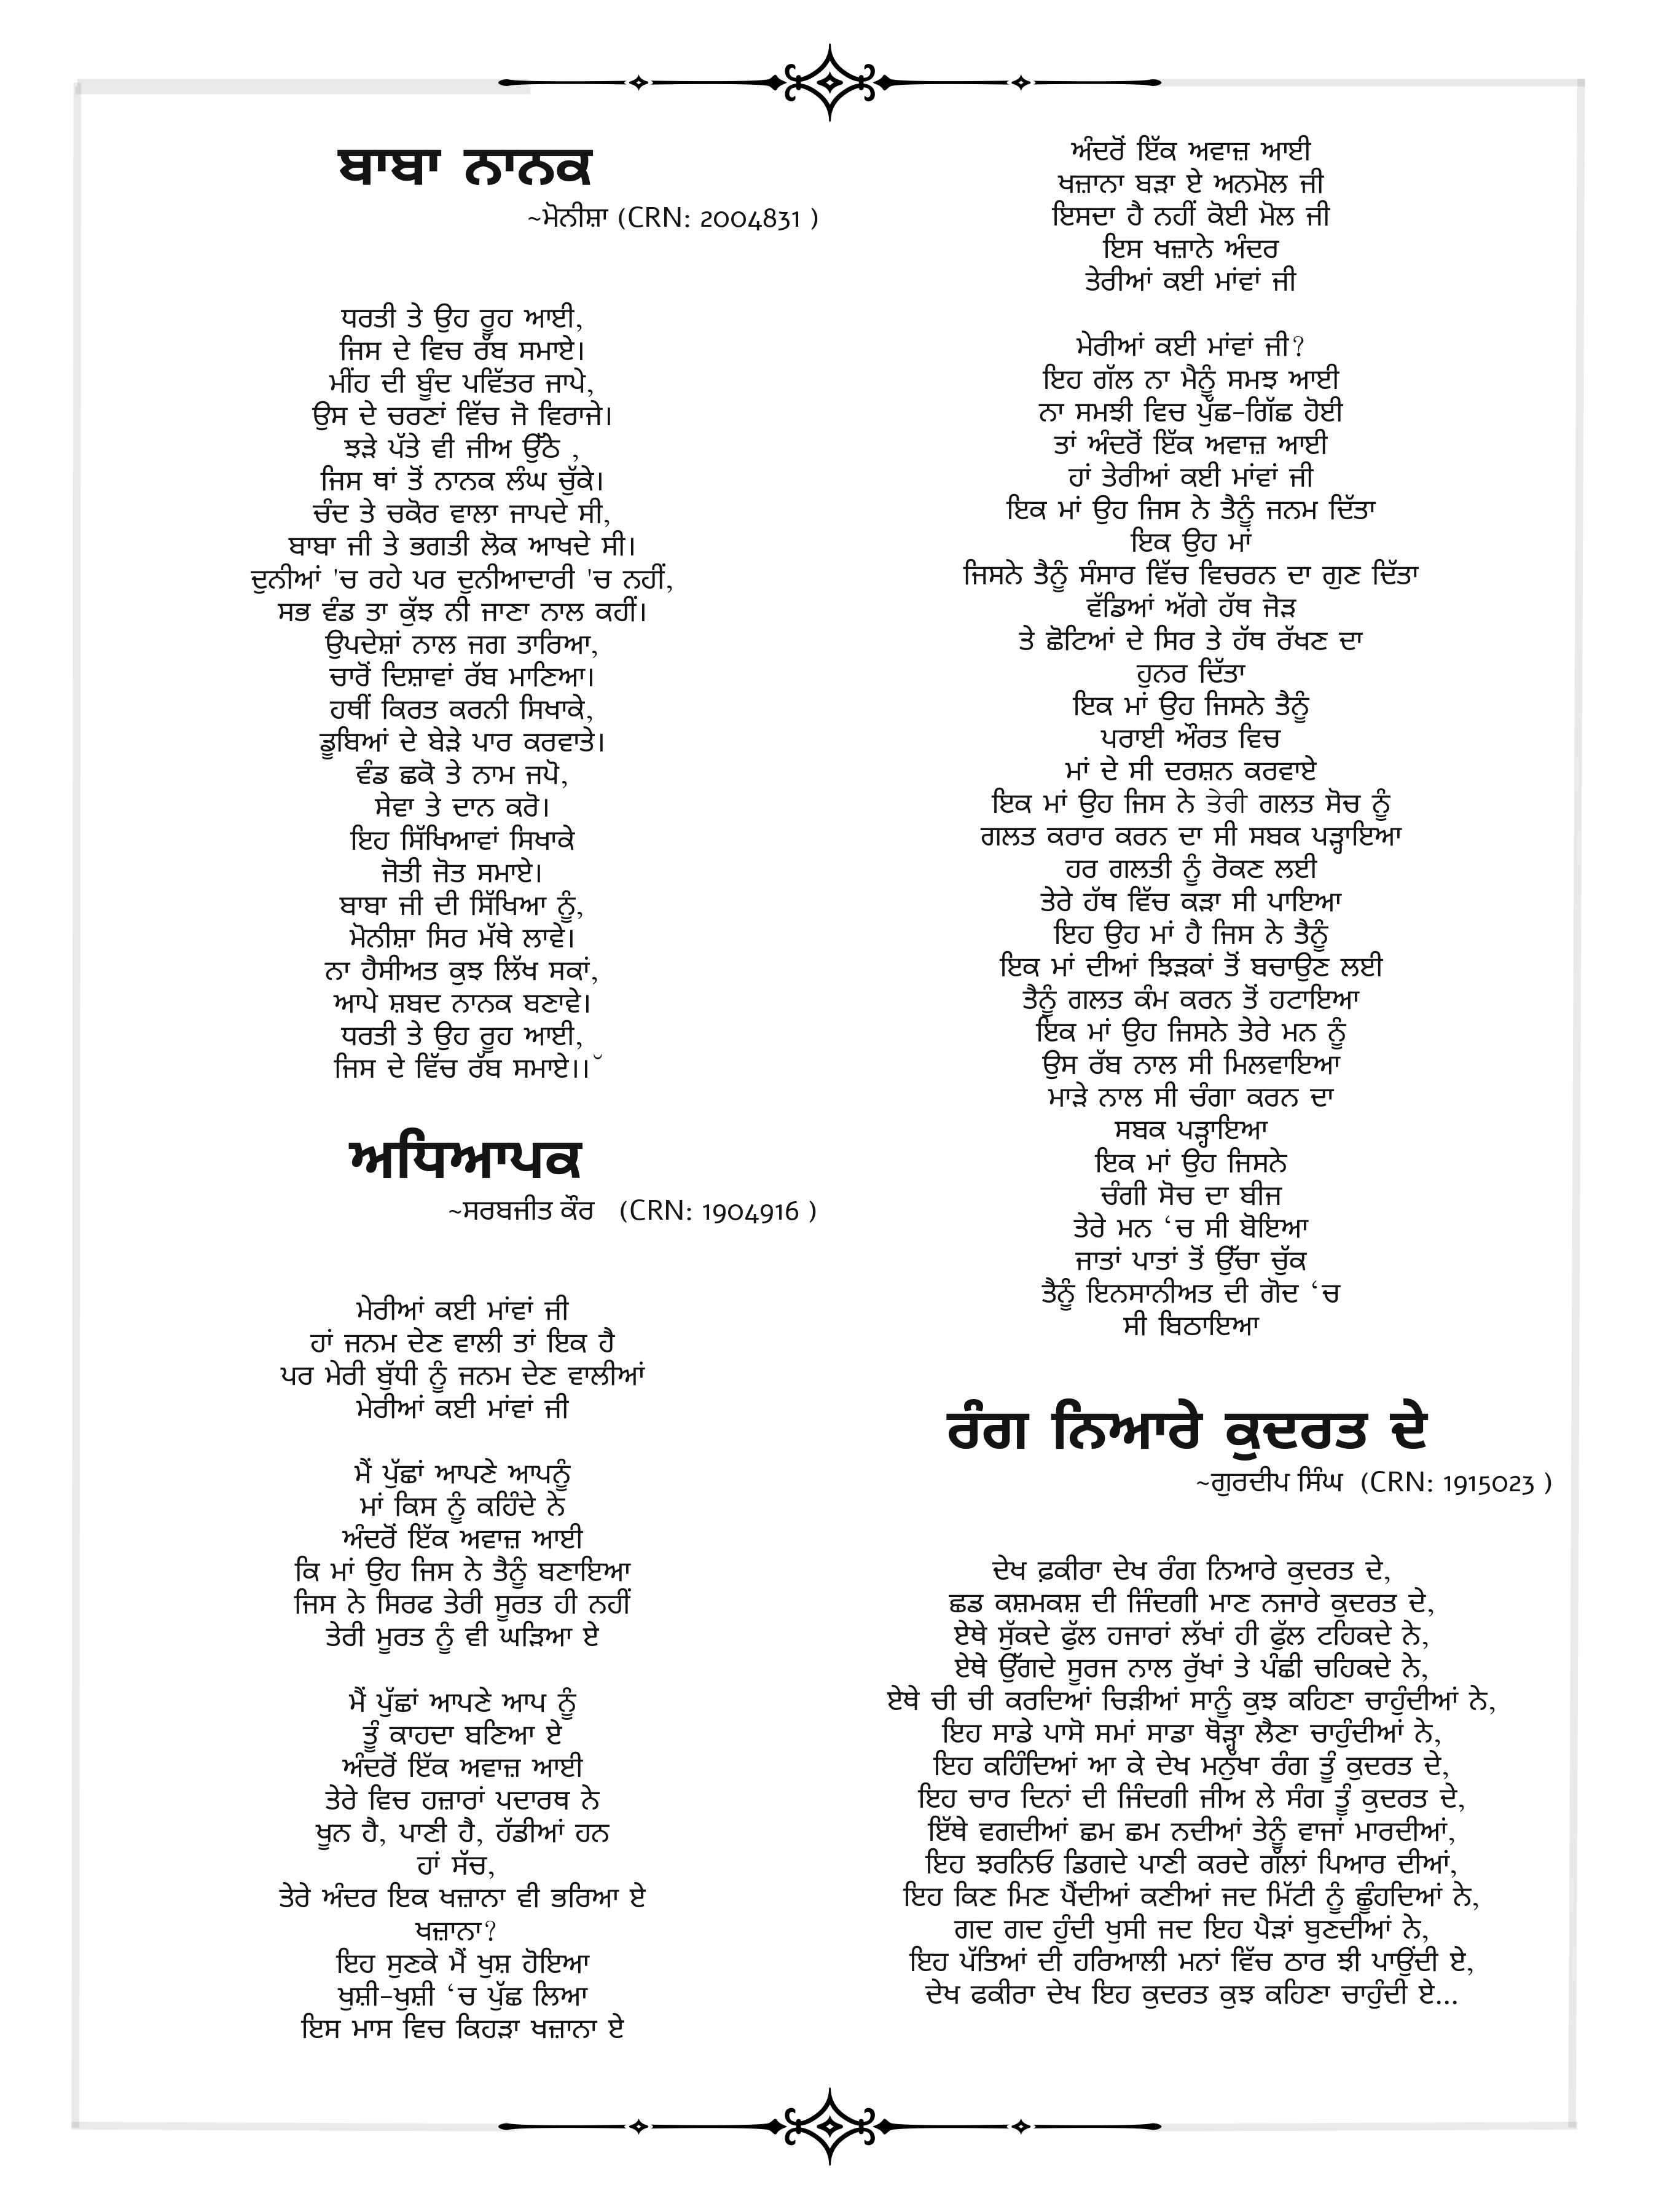 ਬਾਬਾ ਨਾਨਕ
~ਮੋਨੀਸ਼ਾ (CRN: 2004831 )
ਧਰਤੀ ਤੇ ਉਹ ਰੂਹ ਆਈ,
ਜਿਸ ਦੇ ਵਿਚ ਰੱਬ ਸਮਾਏ।
ਮੀਂਹ ਦੀ ਬੂੰਦ ਪਵਿੱਤਰ ਜਾਪੇ,
ਉਸ ਦੇ ਚਰਣਾਂ ਵਿੱਚ ਜੋ ਵਿਰਾਜੇ।
ਝੜੇ ਪੱਤੇ ਵੀ ਜੀਅ ਉੱਠੇ ,
ਜਿਸ ਥਾਂ ਤੋਂ ਨਾਨਕ ਲੰਘ ਚੁੱਕੇ।
ਚੰਦ ਤੇ ਚਕੋਰ ਵਾਲਾ ਜਾਪਦੇ ਸੀ,
ਬਾਬਾ ਜੀ ਤੇ ਭਗਤੀ ਲੋਕ ਆਖਦੇ ਸੀ।
ਦੁਨੀਆਂ 'ਚ ਰਹੇ ਪਰ ਦੁਨੀਆਦਾਰੀ 'ਚ ਨਹੀਂ,
ਸਭ ਵੰਡ ਤਾ ਕੁੱਝ ਨੀ ਜਾਣਾ ਨਾਲ ਕਹੀਂ।
ਉਪਦੇਸ਼ਾਂ ਨਾਲ ਜਗ ਤਾਰਿਆ,
ਚਾਰੋਂ ਦਿਸ਼ਾਵਾਂ ਰੱਬ ਮਾਣਿਆ।
ਹਥੀਂ ਕਿਰਤ ਕਰਨੀ ਸਿਖਾਕੇ,
ਡੂਬਿਆਂ ਦੇ ਬੇੜੇ ਪਾਰ ਕਰਵਾਤੇ।
ਵੰਡ ਛਕੋ ਤੇ ਨਾਮ ਜਪੋ,
ਸੇਵਾ ਤੇ ਦਾਨ ਕਰੋ।
ਇਹ ਸਿੱਖਿਆਵਾਂ ਸਿਖਾਕੇ
ਜੋਤੀ ਜੋਤ ਸਮਾਏ।
ਬਾਬਾ ਜੀ ਦੀ ਸਿੱਖਿਆ ਨੂੰ,
ਮੋਨੀਸ਼ਾ ਸਿਰ ਮੱਥੇ ਲਾਵੇ।
ਨਾ ਹੈਸੀਅਤ ਕੁਝ ਲਿੱਖ ਸਕਾਂ,
ਆਪੇ ਸ਼ਬਦ ਨਾਨਕ ਬਣਾਵੇ।
ਧਰਤੀ ਤੇ ਉਹ ਰੂਹ ਆਈ,
ਜਿਸ ਦੇ ਵਿੱਚ ਰੱਬ ਸਮਾਏ।।
ਅਧਿਆਪਕ
~ਸਰਬਜੀਤ ਕੌਰ (CRN: 1904916 )
ਮੇਰੀਆਂ ਕਈ ਮਾਂਵਾਂ ਜੀ
ਹਾਂ ਜਨਮ ਦੇਣ ਵਾਲੀ ਤਾਂ ਇਕ ਹੈ
ਪਰ ਮੇਰੀ ਬੁੱਧੀ ਨੂੰ ਜਨਮ ਦੇਣ ਵਾਲੀਆਂ
ਮੇਰੀਆਂ ਕਈ ਮਾਂਵਾਂ ਜੀ
ਮੈਂ ਪੁੱਛਾਂ ਆਪਣੇ ਆਪਨੂੰ
ਮਾਂ ਕਿਸ ਨੂੰ ਕਹਿੰਦੇ ਨੇ
ਅੰਦਰੋਂ ਇੱਕ ਅਵਾਜ਼ ਆਈ
ਕਿ ਮਾਂ ਉਹ ਜਿਸ ਨੇ ਤੈਨੂੰ ਬਣਾਇਆ
ਜਿਸ ਨੇ ਸਿਰਫ ਤੇਰੀ ਸੂਰਤ ਹੀ ਨਹੀਂ
ਤੇਰੀ ਮੂਰਤ ਨੂੰ ਵੀ ਘੜਿਆ ਏ
ਮੈਂ ਪੁੱਛਾਂ ਆਪਣੇ ਆਪ ਨੂੰ
ਤੂੰ ਕਾਹਦਾ ਬਣਿਆ ਏ
ਅੰਦਰੋਂ ਇੱਕ ਅਵਾਜ਼ ਆਈ
ਤੇਰੇ ਵਿਚ ਹਜ਼ਾਰਾਂ ਪਦਾਰਥ ਨੇ
ਖੂਨ ਹੈ, ਪਾਣੀ ਹੈ, ਹੱਡੀਆਂ ਹਨ
ਹਾਂ ਸੱਚ,
ਤੇਰੇ ਅੰਦਰ ਇਕ ਖਜ਼ਾਨਾ ਵੀ ਭਰਿਆ ਏ
ਖਜ਼ਾਨਾ?
ਇਹ ਸੁਣਕੇ ਮੈਂ ਖੁਸ਼ ਹੋਇਆ
ਖੁਸ਼ੀ-ਖੁਸ਼ੀ ‘ਚ ਪੁੱਛ ਲਿਆ
ਇਸ ਮਾਸ ਵਿਚ ਕਿਹੜਾ ਖਜ਼ਾਨਾ ਏ
ਅੰਦਰੋਂ ਇੱਕ ਅਵਾਜ਼ ਆਈ
ਖਜ਼ਾਨਾ ਬੜਾ ਏ ਅਨਮੋਲ ਜੀ
ਇਸਦਾ ਹੈ ਨਹੀਂ ਕੋਈ ਮੋਲ ਜੀ
ਇਸ ਖਜ਼ਾਨੇ ਅੰਦਰ
ਤੇਰੀਆਂ ਕਈ ਮਾਂਵਾਂ ਜੀ
ਮੇਰੀਆਂ ਕਈ ਮਾਂਵਾਂ ਜੀ?
ਇਹ ਗੱਲ ਨਾ ਮੈਨੂੰ ਸਮਝ ਆਈ
ਨਾ ਸਮਝੀ ਵਿਚ ਪੁੱਛ-ਗਿੱਛ ਹੋਈ
ਤਾਂ ਅੰਦਰੋਂ ਇੱਕ ਅਵਾਜ਼ ਆਈ
ਹਾਂ ਤੇਰੀਆਂ ਕਈ ਮਾਂਵਾਂ ਜੀ
ਇਕ ਮਾਂ ਉਹ ਜਿਸ ਨੇ ਤੈਨੂੰ ਜਨਮ ਦਿੱਤਾ
ਇਕ ਉਹ ਮਾਂ
ਜਿਸਨੇ ਤੈਨੂੰ ਸੰਸਾਰ ਵਿੱਚ ਵਿਚਰਨ ਦਾ ਗੁਣ ਦਿੱਤਾ
ਵੱਡਿਆਂ ਅੱਗੇ ਹੱਥ ਜੋੜ
ਤੇ ਛੋਟਿਆਂ ਦੇ ਸਿਰ ਤੇ ਹੱਥ ਰੱਖਣ ਦਾ
ਹੁਨਰ ਦਿੱਤਾ
ਇਕ ਮਾਂ ਉਹ ਜਿਸਨੇ ਤੈਨੂੰ
ਪਰਾਈ ਔਰਤ ਵਿਚ
ਮਾਂ ਦੇ ਸੀ ਦਰਸ਼ਨ ਕਰਵਾਏ
ਇਕ ਮਾਂ ਉਹ ਜਿਸ ਨੇ ਤੇਰੀ ਗਲਤ ਸੋਚ ਨੂੰ
ਗਲਤ ਕਰਾਰ ਕਰਨ ਦਾ ਸੀ ਸਬਕ ਪੜ੍ਹਾਇਆ
ਹਰ ਗਲਤੀ ਨੂੰ ਰੋਕਣ ਲਈ
ਤੇਰੇ ਹੱਥ ਵਿੱਚ ਕੜਾ ਸੀ ਪਾਇਆ
ਇਹ ਉਹ ਮਾਂ ਹੈ ਜਿਸ ਨੇ ਤੈਨੂੰ
ਇਕ ਮਾਂ ਦੀਆਂ ਝਿੜਕਾਂ ਤੋਂ ਬਚਾਉਣ ਲਈ
ਤੈਨੂੰ ਗਲਤ ਕੰਮ ਕਰਨ ਤੋਂ ਹਟਾਇਆ
ਇਕ ਮਾਂ ਉਹ ਜਿਸਨੇ ਤੇਰੇ ਮਨ ਨੂੰ
ਉਸ ਰੱਬ ਨਾਲ ਸੀ ਮਿਲਵਾਇਆ
ਮਾੜੇ ਨਾਲ ਸੀ ਚੰਗਾ ਕਰਨ ਦਾ
ਸਬਕ ਪੜ੍ਹਾਇਆ
ਇਕ ਮਾਂ ਉਹ ਜਿਸਨੇ
ਚੰਗੀ ਸੋਚ ਦਾ ਬੀਜ
ਤੇਰੇ ਮਨ ‘ਚ ਸੀ ਬੋਇਆ
ਜਾਤਾਂ ਪਾਤਾਂ ਤੋਂ ਉੱਚਾ ਚੁੱਕ
ਤੈਨੂੰ ਇਨਸਾਨੀਅਤ ਦੀ ਗੋਦ ‘ਚ
ਸੀ ਬਿਠਾਇਆ
ਰੰਗ ਨਿਆਰੇ ਕੁਦਰਤ ਦੇ
~ਗੁਰਦੀਪ ਸਿੰਘ (CRN: 1915023 )
ਦੇਖ ਫ਼ਕੀਰਾ ਦੇਖ ਰੰਗ ਨਿਆਰੇ ਕੁਦਰਤ ਦੇ,
ਛਡ ਕਸ਼ਮਕਸ਼ ਦੀ ਜਿੰਦਗੀ ਮਾਣ ਨਜਾਰੇ ਕੁਦਰਤ ਦੇ,
ਏਥੇ ਸੁੱਕਦੇ ਫੁੱਲ ਹਜਾਰਾਂ ਲੱਖਾਂ ਹੀ ਫੁੱਲ ਟਹਿਕਦੇ ਨੇ,
ਏਥੇ ਉੱਗਦੇ ਸੂਰਜ ਨਾਲ ਰੁੱਖਾਂ ਤੇ ਪੰਛੀ ਚਹਿਕਦੇ ਨੇ,
ਏਥੇ ਚੀ ਚੀ ਕਰਦਿਆਂ ਚਿੜੀਆਂ ਸਾਨੂੰ ਕੁਝ ਕਹਿਣਾ ਚਾਹੁੰਦੀਆਂ ਨੇ,
ਇਹ ਸਾਡੇ ਪਾਸੋ ਸਮਾਂ ਸਾਡਾ ਥੋੜ੍ਹਾ ਲੈਣਾ ਚਾਹੁੰਦੀਆਂ ਨੇ,
ਇਹ ਕਹਿੰਦਿਆਂ ਆ ਕੇ ਦੇਖ ਮਨੁੱਖਾ ਰੰਗ ਤੂੰ ਕੁਦਰਤ ਦੇ,
ਇਹ ਚਾਰ ਦਿਨਾਂ ਦੀ ਜਿੰਦਗੀ ਜੀਅ ਲੇ ਸੰਗ ਤੂੰ ਕੁਦਰਤ ਦੇ,
ਇੱਥੇ ਵਗਦੀਆਂ ਛਮ ਛਮ ਨਦੀਆਂ ਤੇਨੂੰ ਵਾਜਾਂ ਮਾਰਦੀਆਂ,
ਇਹ ਝਰਨਿਓ ਡਿਗਦੇ ਪਾਣੀ ਕਰਦੇ ਗੱਲਾਂ ਪਿਆਰ ਦੀਆਂ,
ਇਹ ਕਿਣ ਮਿਣ ਪੈਂਦੀਆਂ ਕਣੀਆਂ ਜਦ ਮਿੱਟੀ ਨੂੰ ਛੂੰਹਦਿਆਂ ਨੇ,
ਗਦ ਗਦ ਹੁੰਦੀ ਖੁਸੀ ਜਦ ਇਹ ਪੈੜਾਂ ਬੁਣਦੀਆਂ ਨੇ,
ਇਹ ਪੱਤਿਆਂ ਦੀ ਹਰਿਆਲੀ ਮਨਾਂ ਵਿੱਚ ਠਾਰ ਝੀ ਪਾਉਂਦੀ ਏ,
ਦੇਖ ਫਕੀਰਾ ਦੇਖ ਇਹ ਕੁਦਰਤ ਕੁਝ ਕਹਿਣਾ ਚਾਹੁੰਦੀ ਏ...